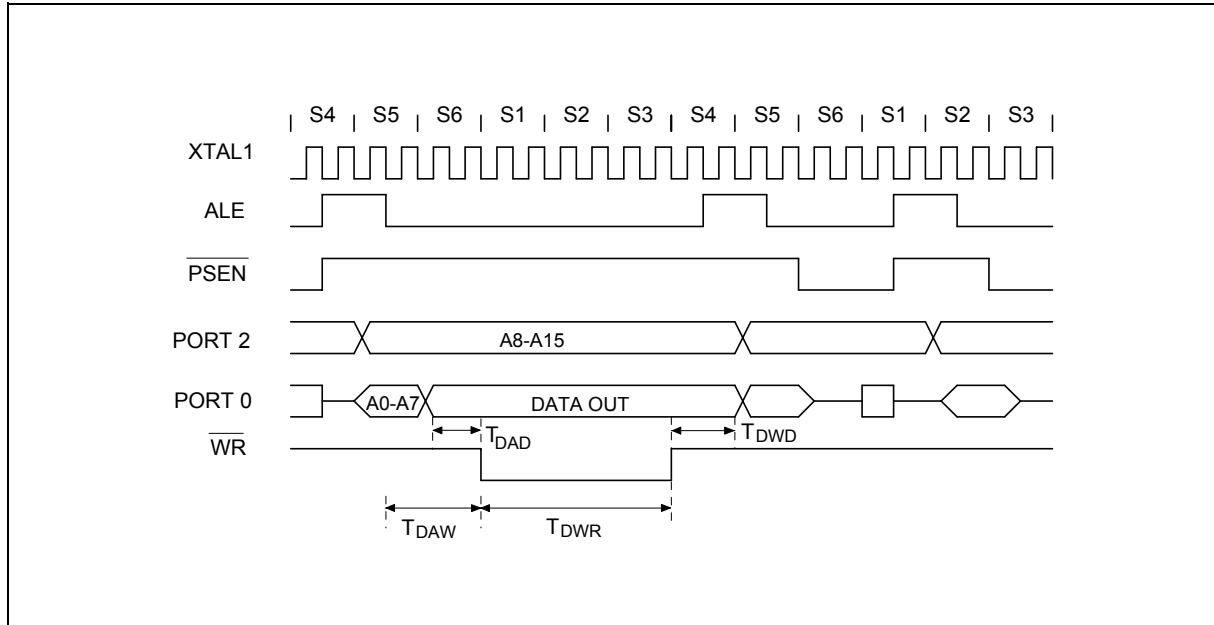 S4 S5 S6 S1 S2 S3 S4 S5 S6 S1 S2 S3
XTAL1
ALE
PSEN
PORT 2 A8-A15
PORT 0 A0-A7 DATA OUT
TDAD TDWD
WR
TDAW TDWR